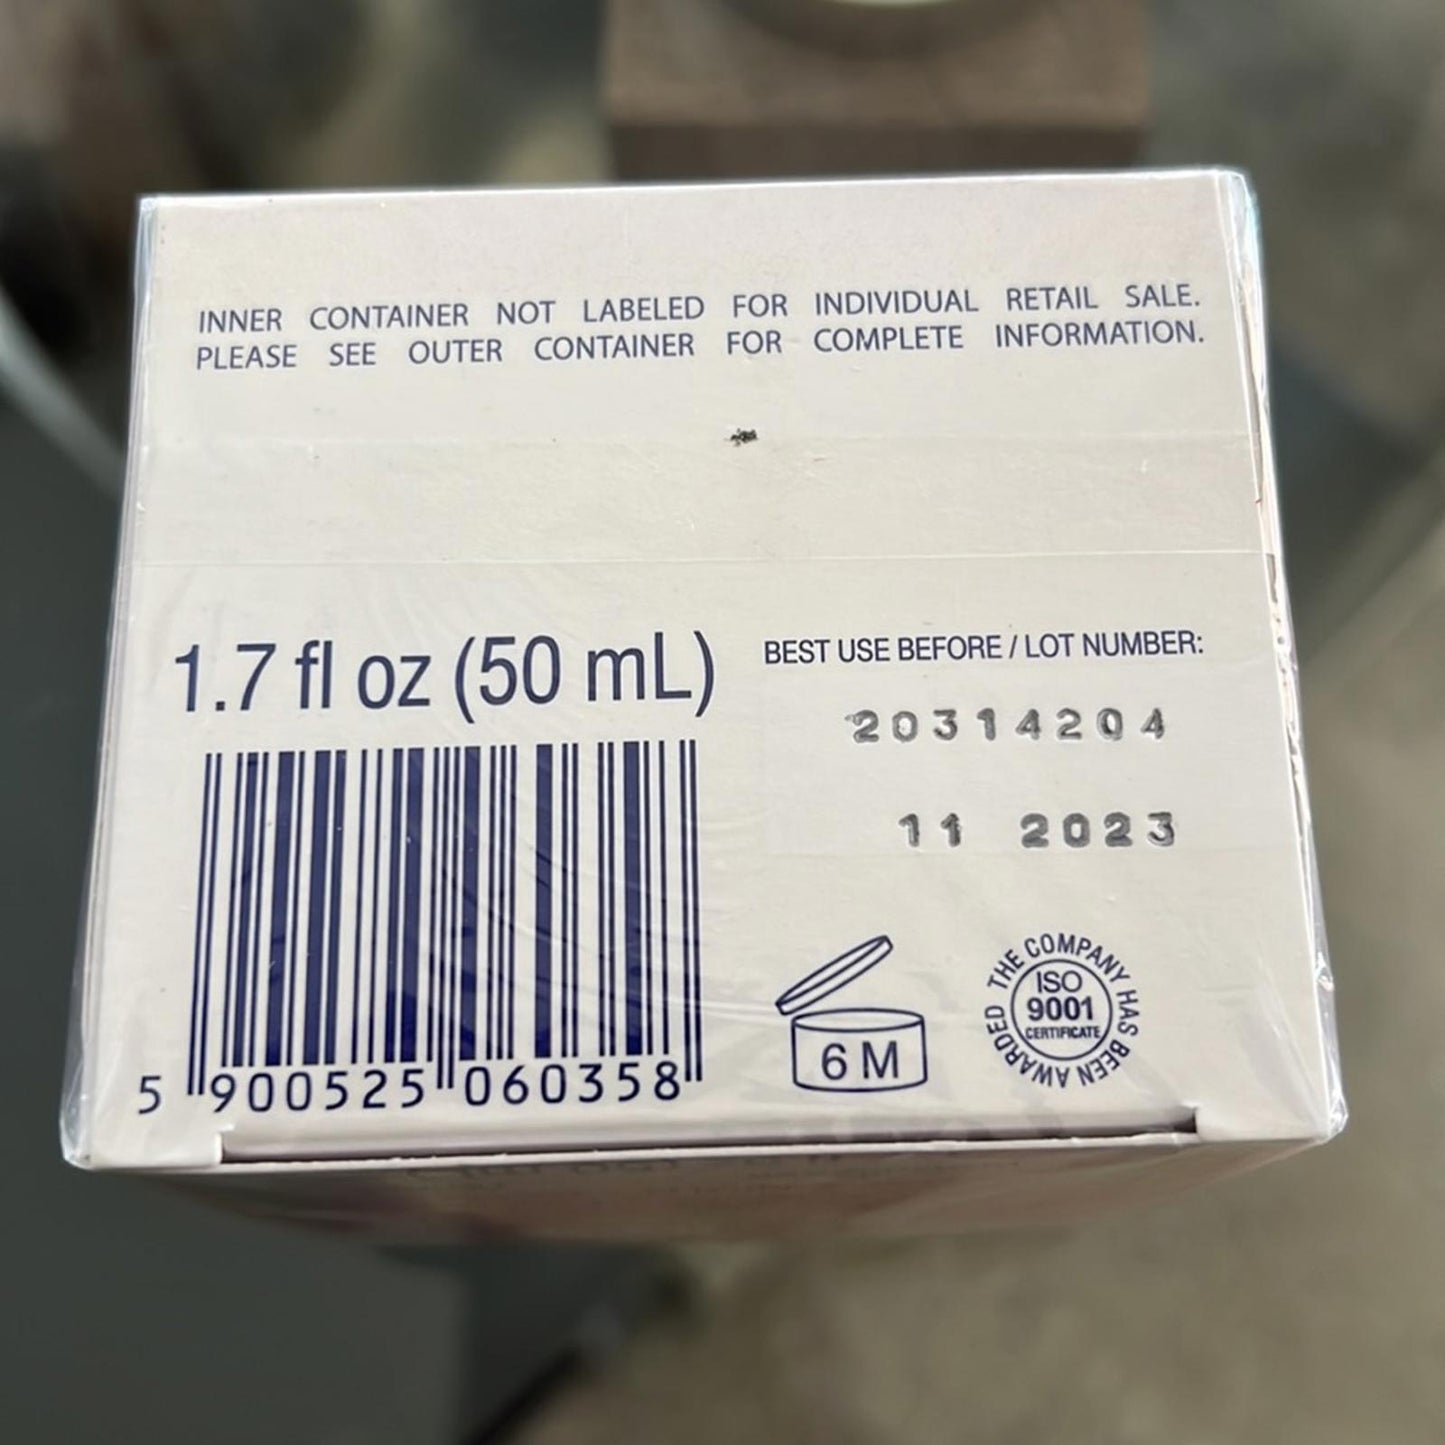 INNER CONTAINER NOT LABELED FOR INDIVIDUAL RETAIL SALE.
PLEASE SEE OUTER CONTAINER FOR COMPLETE INFORMATION.
1.7 fl oz (50 mL)
BEST USE BEFORE / LOT NUMBER:
20314204
11 2023
5 900525 060358
6 M
THE COMPANY HAS BEEN AWARDED
ISO
9001
CERTIFICATE